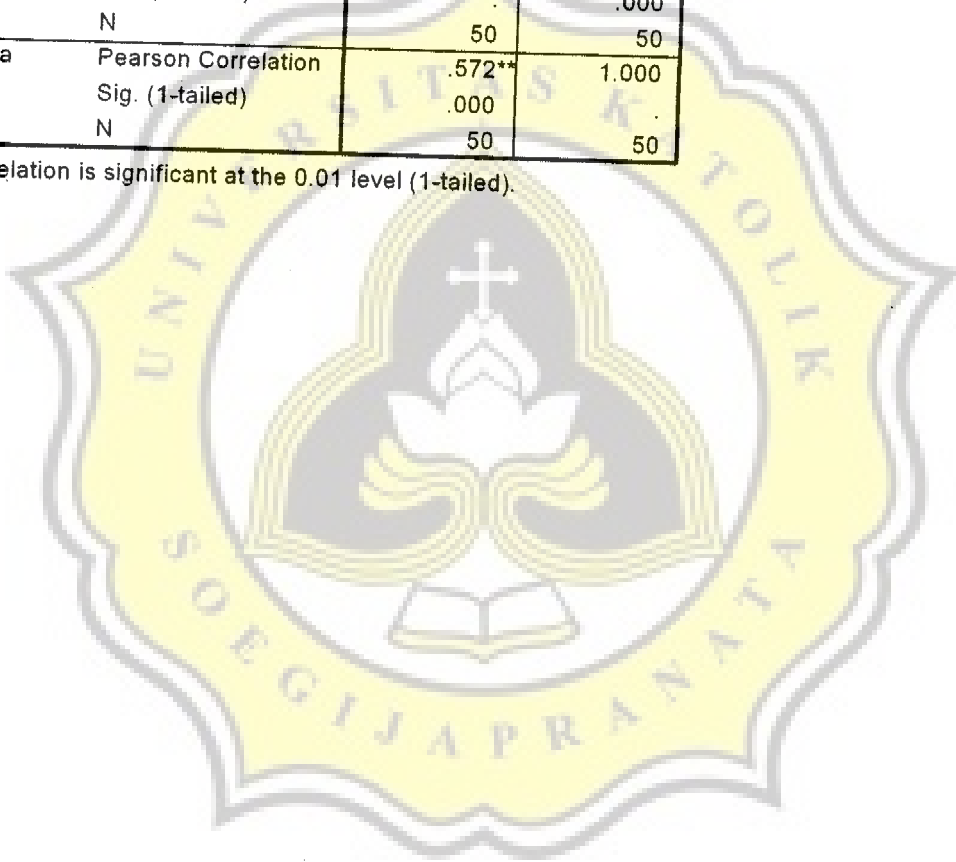 . .000
N 50 50
a Pearson Correlation .572** 1.000
Sig. (1-tailed) .000 .
N 50 50
elation is significant at the 0.01 level (1-tailed).
UNIVERSITAS KATOLIK
SOEGIJAPRANATA